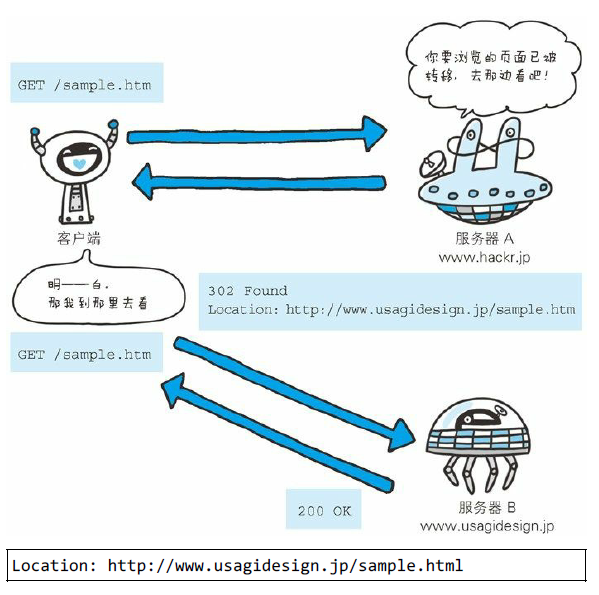 你要浏览的页面已被
转移，去那边看吧！
GET /sample.htm
客户端
服务器 A
www.hackr.jp
明——白，
那我到那里去看
302 Found
Location: http://www.usagidesign.jp/sample.htm
GET /sample.htm
200 OK
服务器 B
www.usagidesign.jp
Location: http://www.usagidesign.jp/sample.html